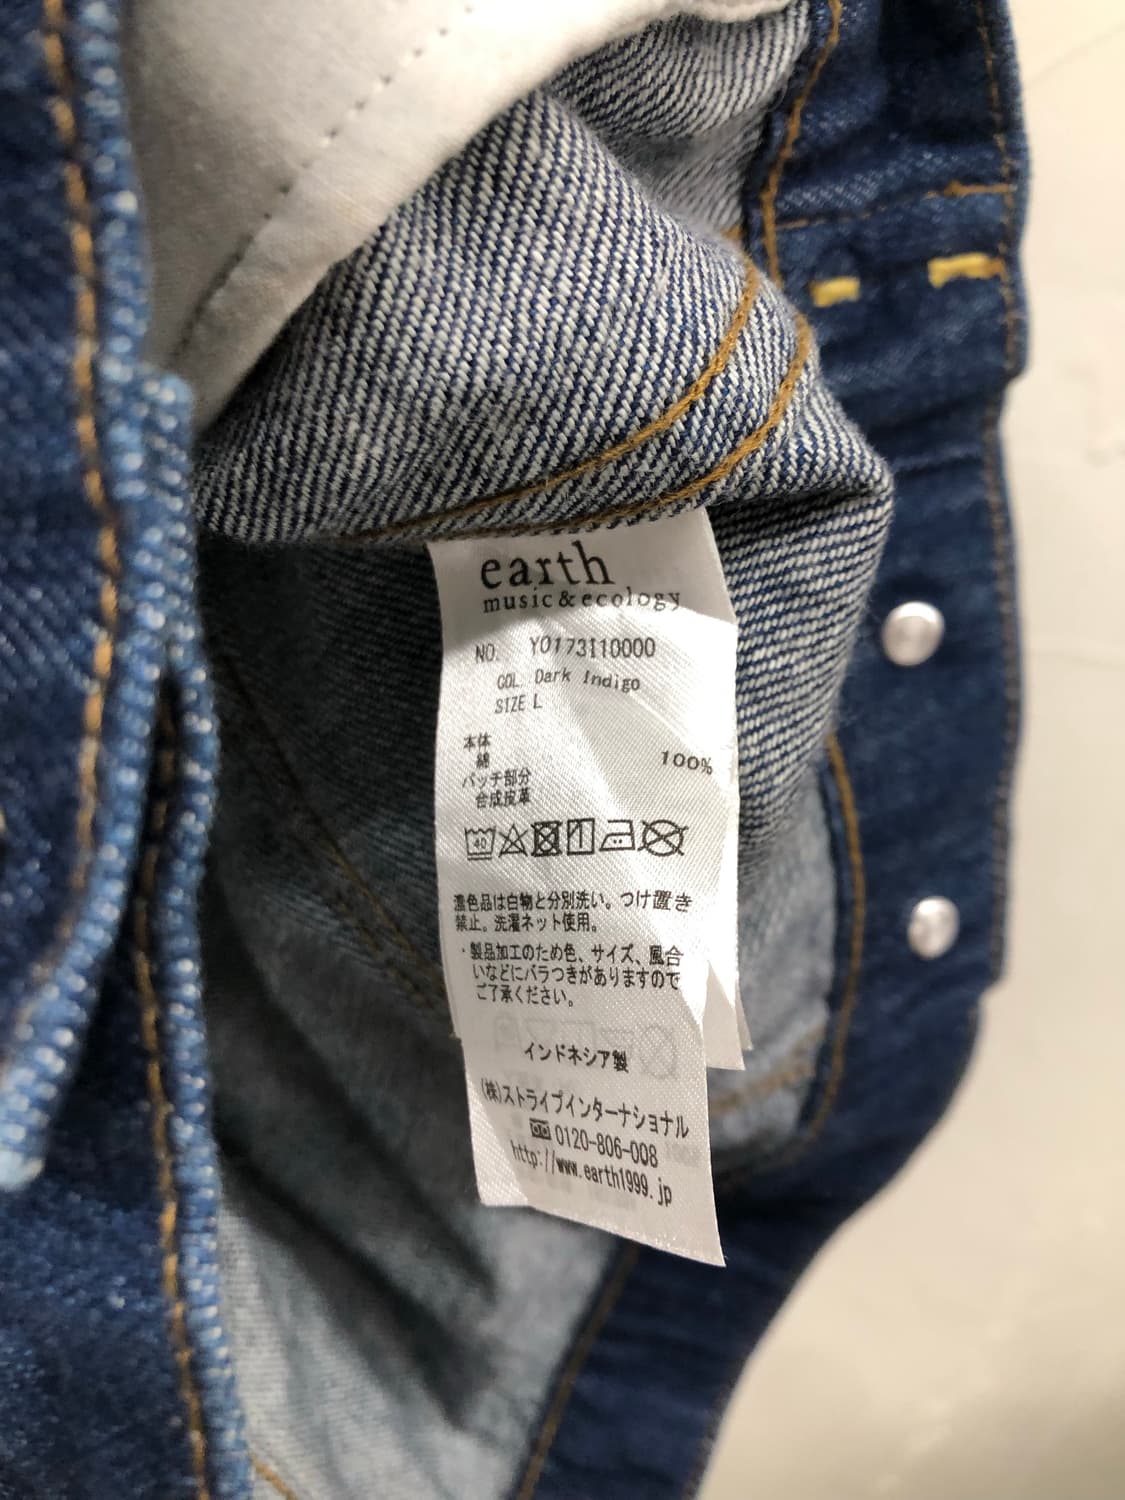 earth
music&ecology
NO. Y0173I10000
COL. Dark Indigo
SIZE L
本体
綿 100%
パッチ部分
合成皮革
40
濃色品は白物と分別洗い。つけ置き
禁止。洗濯ネット使用。
・製品加工のため色、サイズ、風合
いなどにバラつきがありますので
ご了承ください。
インドネシア製
(株)ストライプインターナショナル
0120-806-008
http://www.earth1999.jp